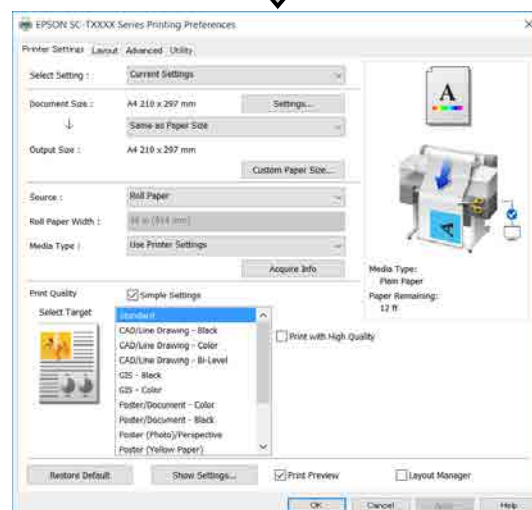 EPSON SC-TXXXX Series Printing Preferences
Printer Settings Layout Advanced Utility
Select Setting : Current Settings
Document Size : A4 210 x 297 mm Settings...
Same as Paper Size
Output Size : A4 210 x 297 mm
Custom Paper Size...
Source : Roll Paper
Roll Paper Width : 36 in (914 mm)
Media Type : Use Printer Settings
Acquire Info
A
A
Media Type:
Plain Paper
Paper Remaining:
12 ft
Print Quality Simple Settings
Select Target
Standard
CAD/Line Drawing - Black
CAD/Line Drawing - Color
CAD/Line Drawing - Bi-Level
GIS - Black
GIS - Color
Poster/Document - Color
Poster/Document - Black
Poster (Photo)/Perspective
Poster (Yellow Paper)
Print with High Quality
Restore Default Show Settings... Print Preview Layout Manager
OK Cancel Apply Help